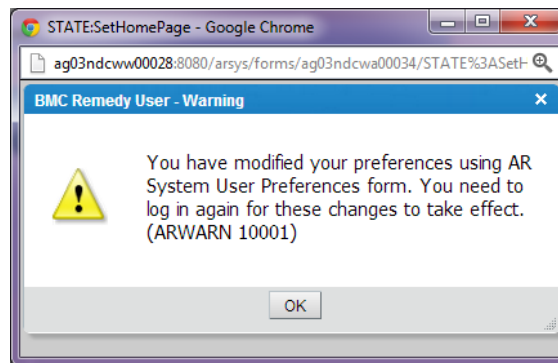 STATE:SetHomePage - Google Chrome
ag03ndcww00028:8080/arsys/forms/ag03ndcwa00034/STATE%3ASetH
BMC Remedy User - Warning
You have modified your preferences using AR
System User Preferences form. You need to
log in again for these changes to take effect.
(ARWARN 10001)
OK